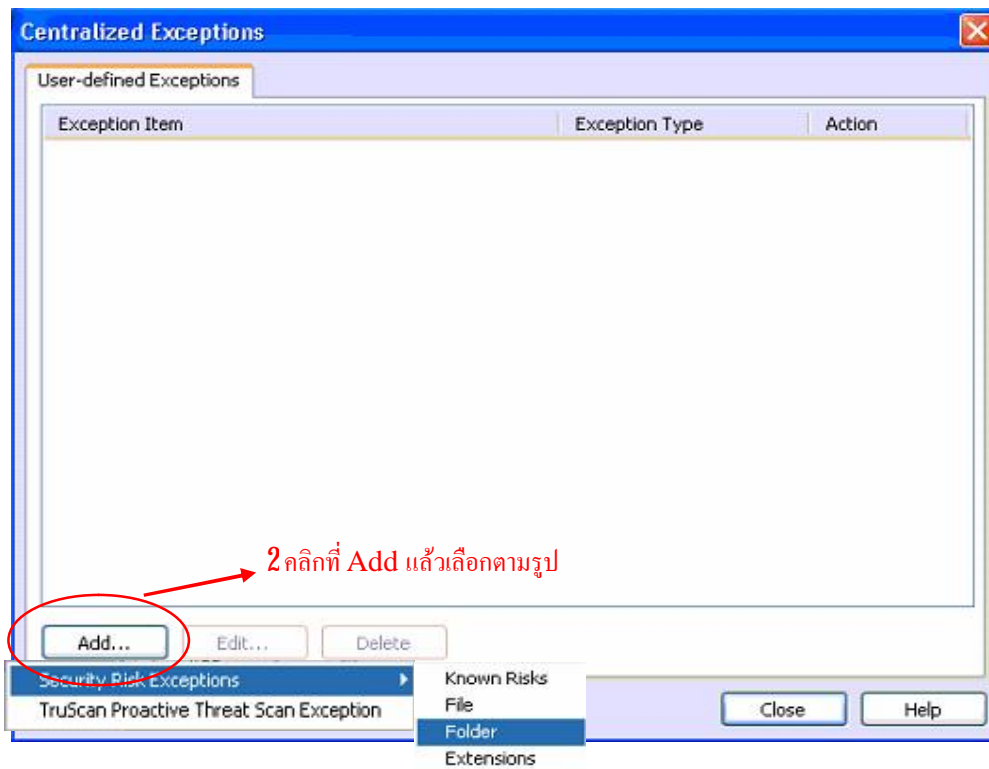 Centralized Exceptions
User-defined Exceptions
Exception Item Exception Type Action
2 คลิกที่ Add แล้วเลือกตามรูป
Add... Edit... Delete
Security Risk Exceptions
TruScan Proactive Threat Scan Exception
Known Risks
File
Folder
Extensions
Close Help